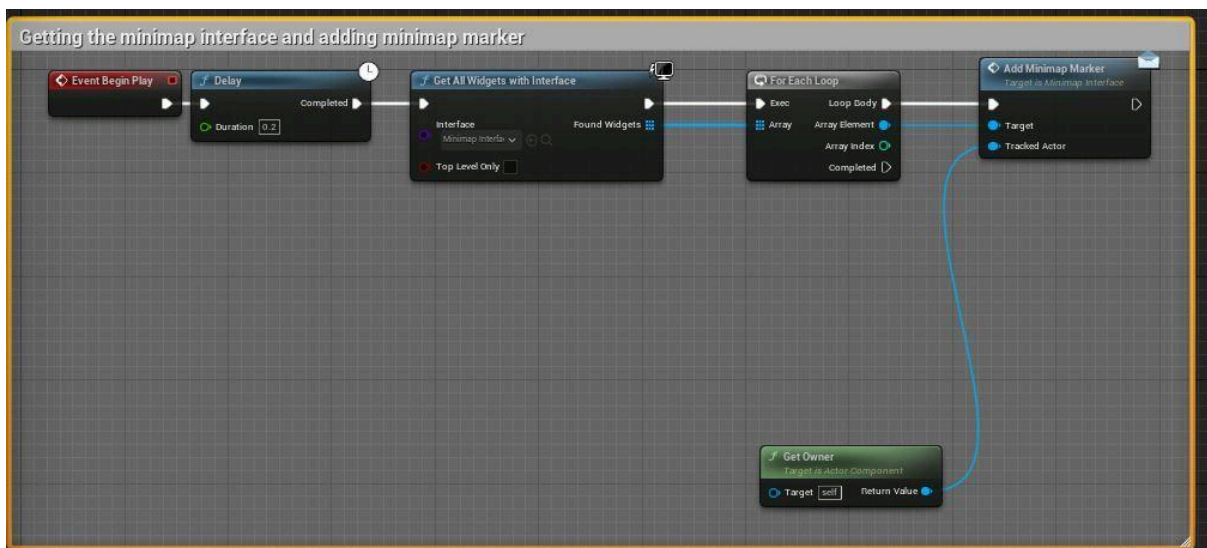 Getting the minimap interface and adding minimap marker
Event Begin Play
Delay
Completed
Duration 0.2
Get All Widgets with Interface
Interface
Minimap Interfa
Found Widgets
Top Level Only
For Each Loop
Exec
Loop Body
Array
Array Element
Array Index
Completed
Add Minimap Marker
Target is Minimap Interface
Target
Tracked Actor
Get Owner
Target is Actor Component
Target self
Return Value